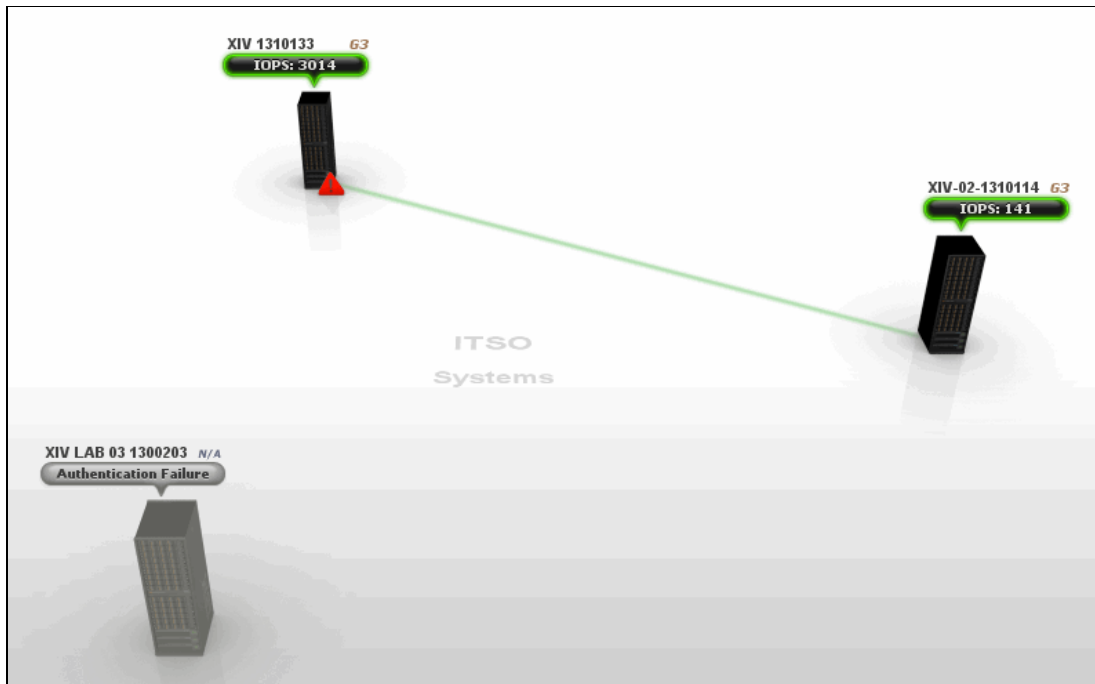 XIV 1310133 G3
IOPS: 3014
XIV-02-1310114 G3
IOPS: 141
ITSO
Systems
XIV LAB 03 1300203 N/A
Authentication Failure